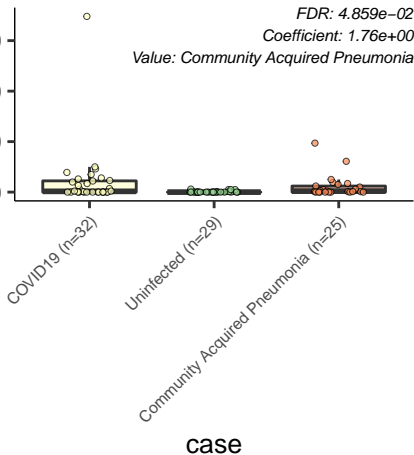 FDR: 4.859e−02
Coefficient: 1.76e+00
Value: Community Acquired Pneumonia
COVID19 (n=32)
Uninfected (n=29)
Community Acquired Pneumonia (n=25)
case